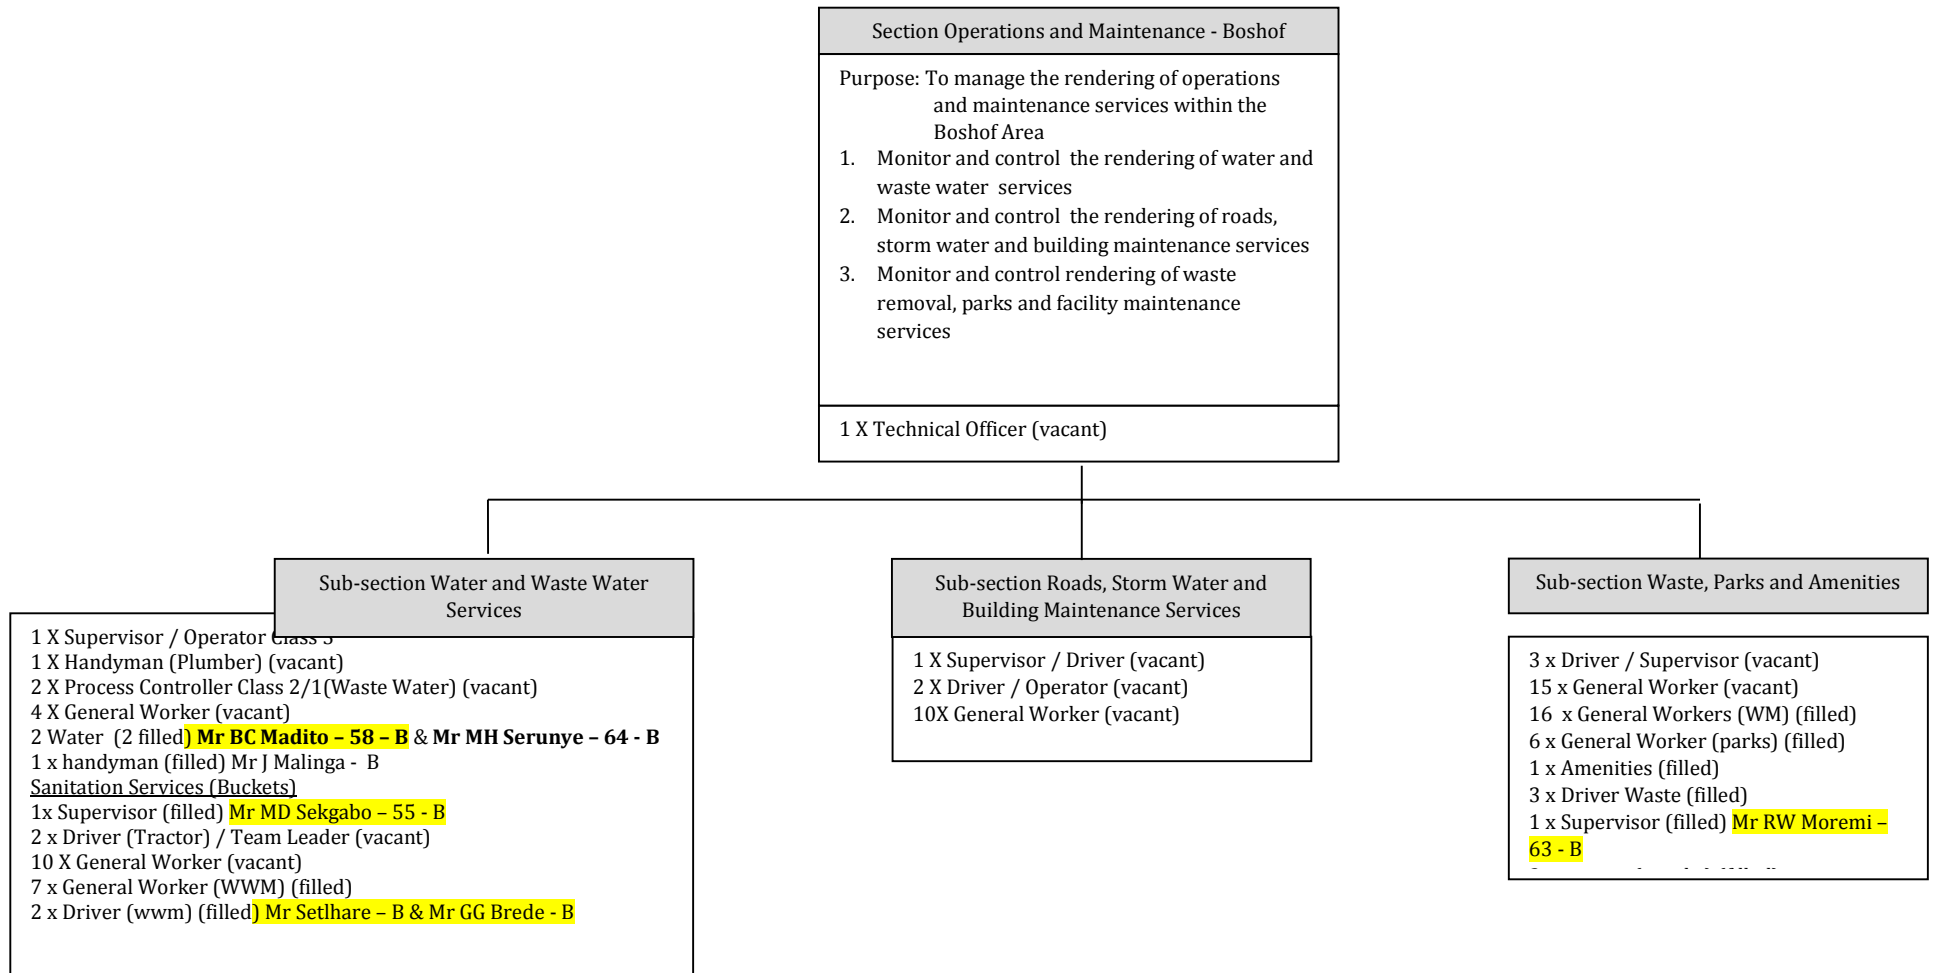 Section Operations and Maintenance - Boshof
Purpose: To manage the rendering of operations
and maintenance services within the
Boshof Area
1. Monitor and control the rendering of water and
waste water services
2. Monitor and control the rendering of roads,
storm water and building maintenance services
3. Monitor and control rendering of waste
removal, parks and facility maintenance
services
1 X Technical Officer (vacant)
Sub-section Water and Waste Water
Services
1 X Supervisor / Operator Class 3
1 X Handyman (Plumber) (vacant)
2 X Process Controller Class 2/1(Waste Water) (vacant)
4 X General Worker (vacant)
2 Water (2 filled) Mr BC Madito – 58 – B & Mr MH Serunye – 64 - B
1 x handyman (filled) Mr J Malinga - B
Sanitation Services (Buckets)
1x Supervisor (filled) Mr MD Sekgabo – 55 - B
2 x Driver (Tractor) / Team Leader (vacant)
10 X General Worker (vacant)
7 x General Worker (WWM) (filled)
2 x Driver (wwm) (filled) Mr Setlhare – B & Mr GG Brede - B
Sub-section Roads, Storm Water and
Building Maintenance Services
1 X Supervisor / Driver (vacant)
2 X Driver / Operator (vacant)
10X General Worker (vacant)
Sub-section Waste, Parks and Amenities
3 x Driver / Supervisor (vacant)
15 x General Worker (vacant)
16 x General Workers (WM) (filled)
6 x General Worker (parks) (filled)
1 x Amenities (filled)
3 x Driver Waste (filled)
1 x Supervisor (filled) Mr RW Moremi –
63 - B